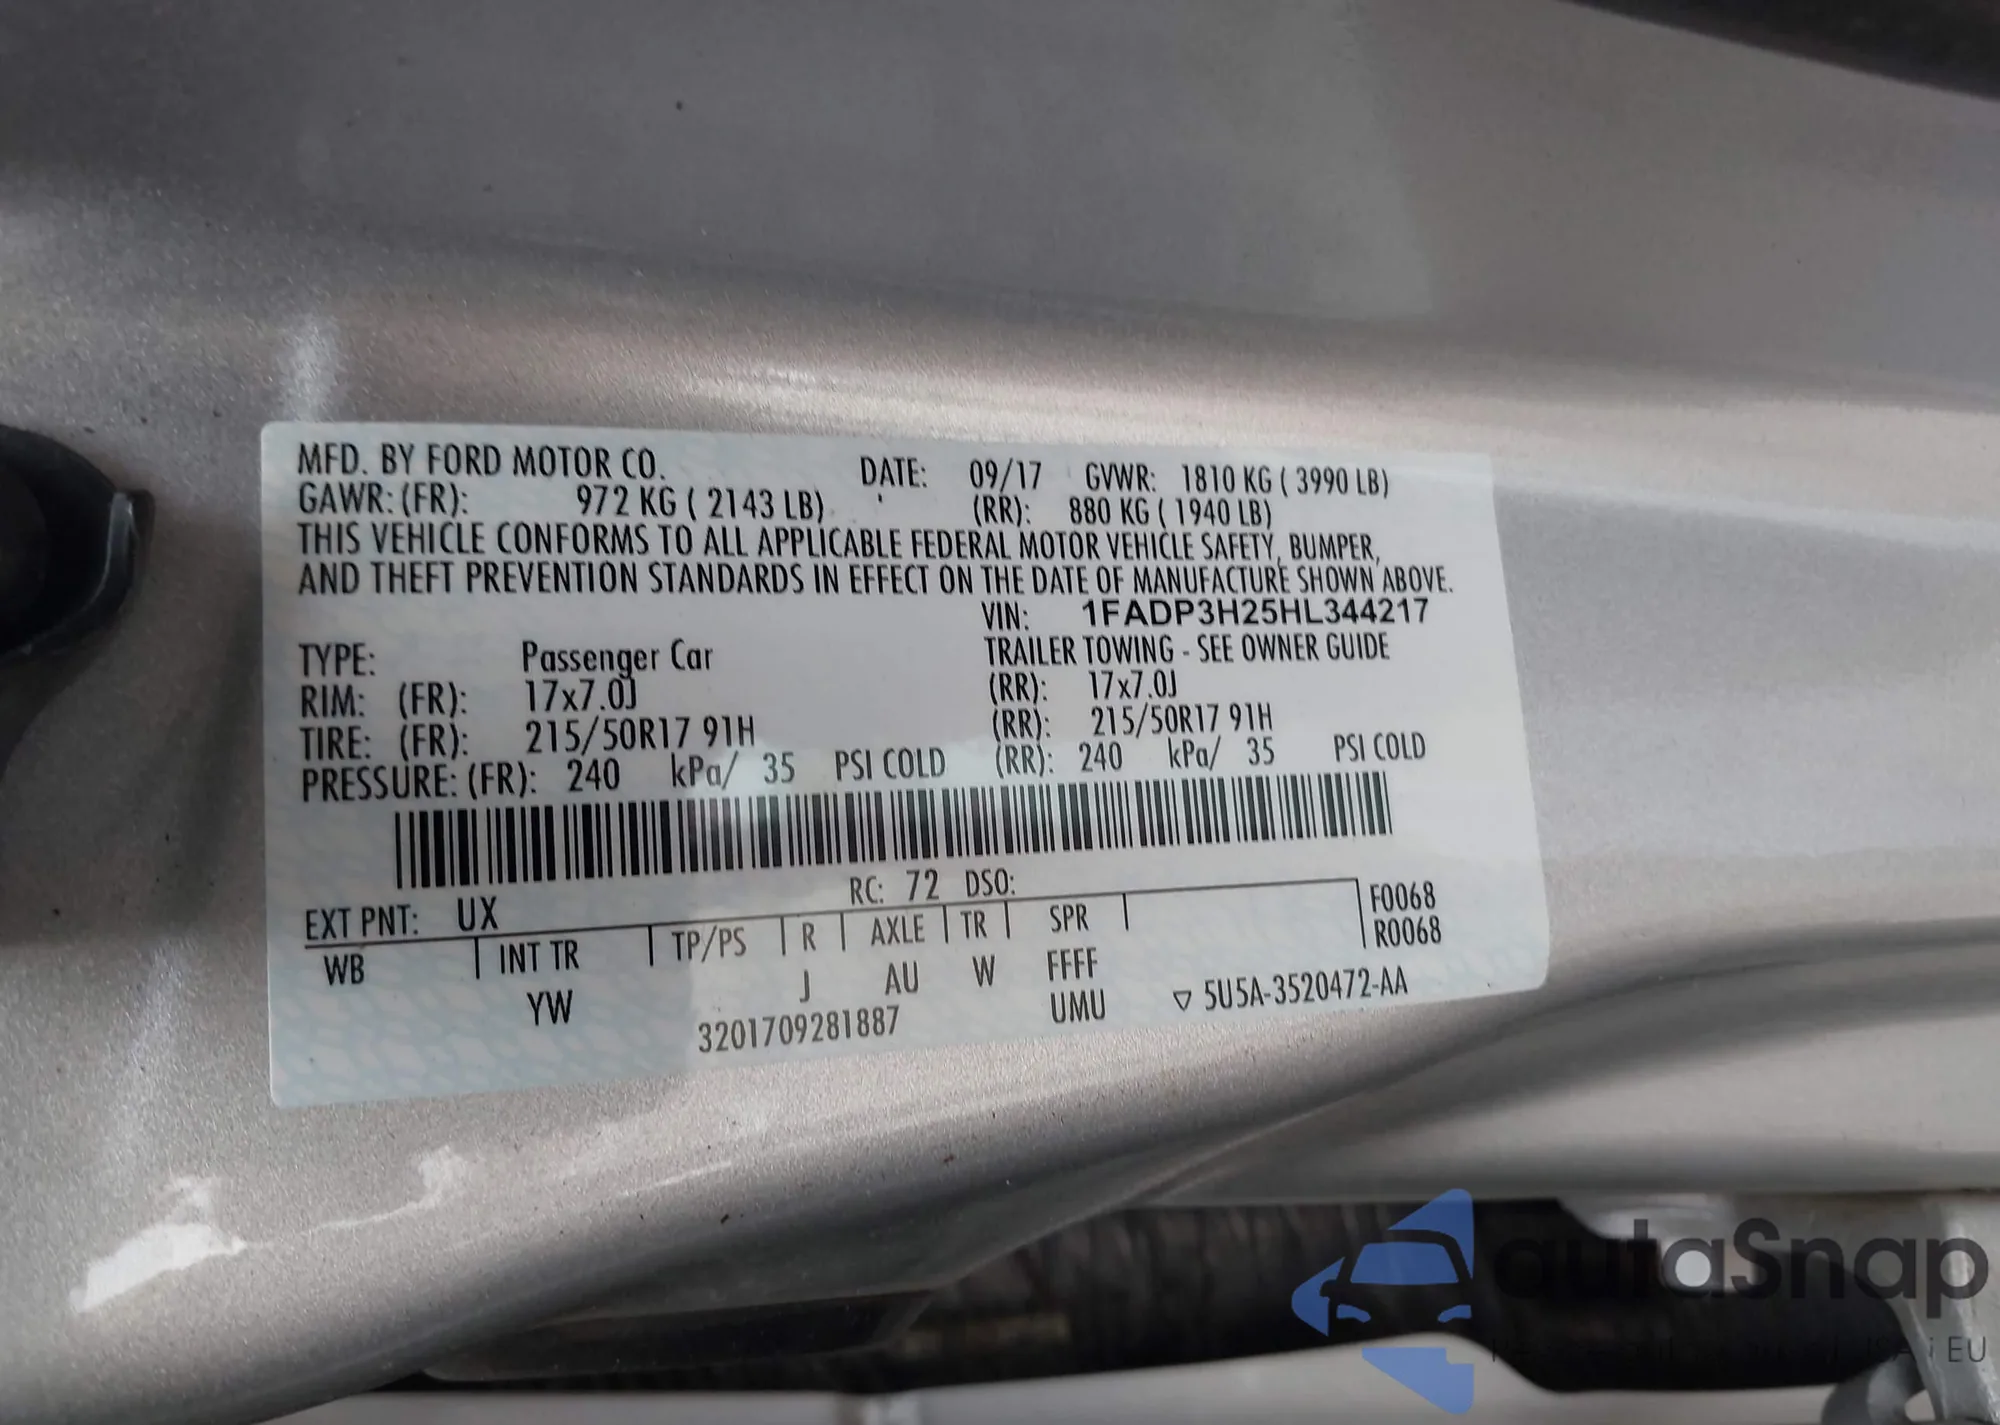 MFD. BY FORD MOTOR CO. DATE: 09/17 GVWR: 1810 KG ( 3990 LB)
GAWR: (FR): 972 KG ( 2143 LB) (RR): 880 KG ( 1940 LB)
THIS VEHICLE CONFORMS TO ALL APPLICABLE FEDERAL MOTOR VEHICLE SAFETY, BUMPER,
AND THEFT PREVENTION STANDARDS IN EFFECT ON THE DATE OF MANUFACTURE SHOWN ABOVE.
VIN: 1FADP3H25HL344217
TYPE: Passenger Car TRAILER TOWING - SEE OWNER GUIDE
RIM: (FR): 17x7.0J (RR): 17x7.0J
TIRE: (FR): 215/50R17 91H (RR): 215/50R17 91H
PRESSURE: (FR): 240 kPa/ 35 PSI COLD (RR): 240 kPa/ 35 PSI COLD
EXT PNT: UX RC: 72 DSO: F0068
WB INT TR TP/PS R AXLE TR SPR R0068
YW J AU W FFFF
3201709281887 UMU ▽ 5U5A-3520472-AA
autaSnap
i EU